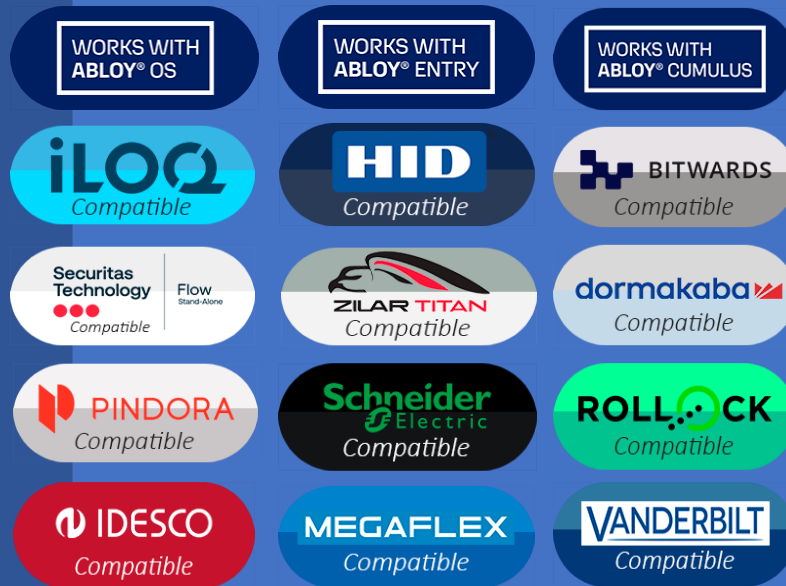 WORKS WITH
ABLOY® OS
WORKS WITH
ABLOY® ENTRY
WORKS WITH
ABLOY® CUMULUS
iLOQ
Compatible
HID
Compatible
BITWARDS
Compatible
Securitas
Technology
Flow
Stand-Alone
Compatible
ZILAR TITAN
Compatible
dormakaba
Compatible
PINDORA
Compatible
Schneider
Electric
Compatible
ROLLOCK
Compatible
IDESCO
Compatible
MEGAFLEX
Compatible
VANDERBILT
Compatible